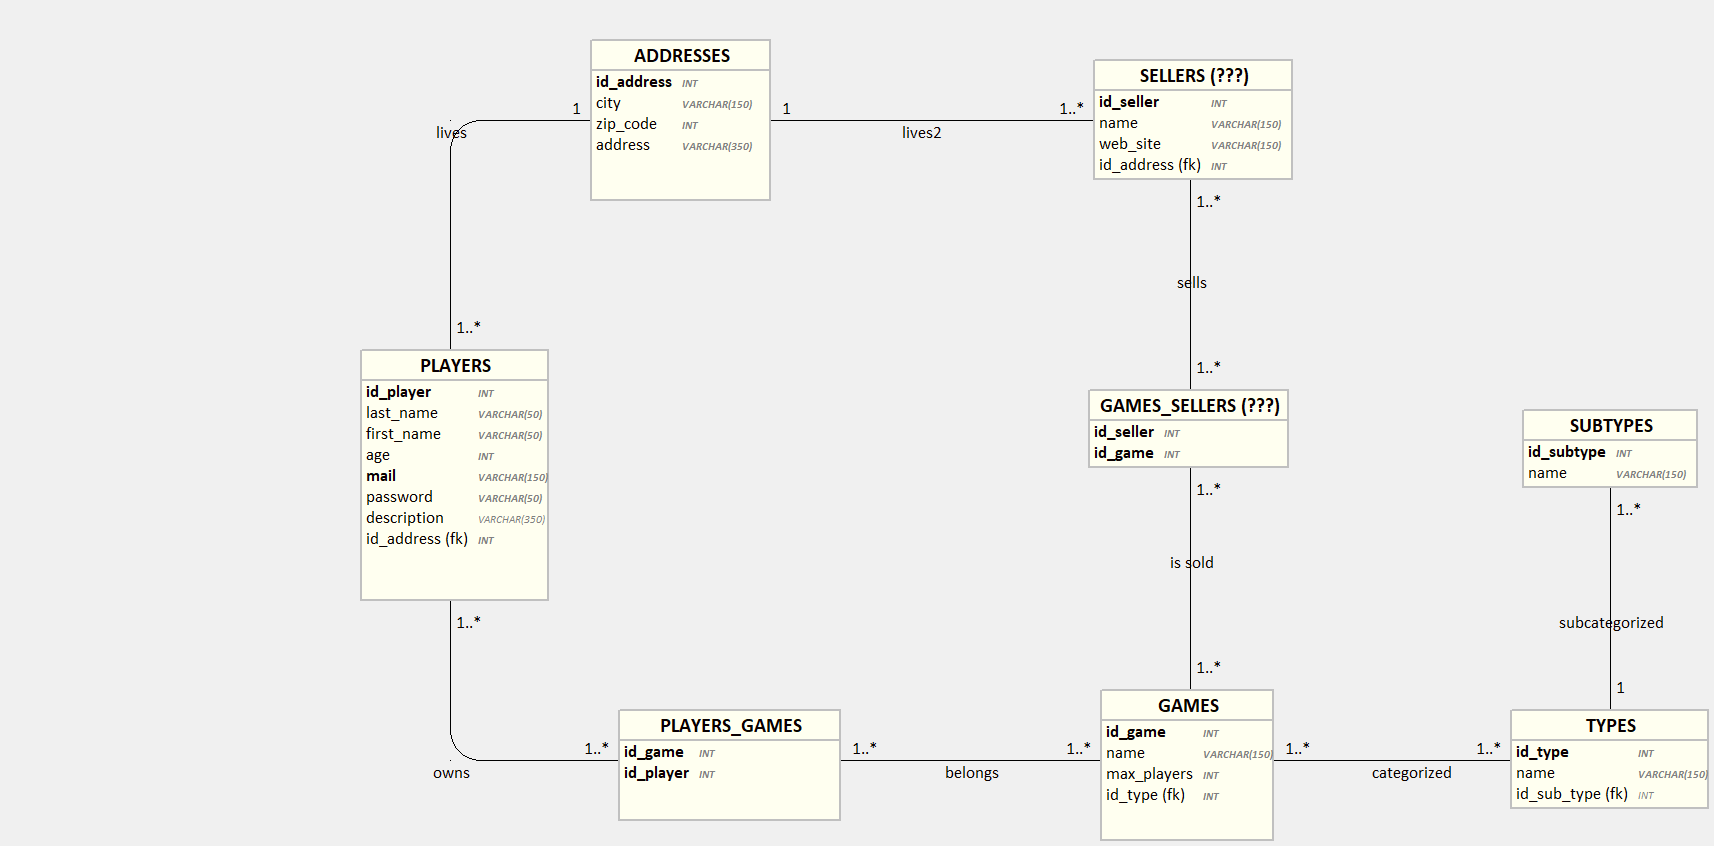 ADDRESSES
id_address INT
city VARCHAR(150)
zip_code INT
address VARCHAR(350)
SELLERS (???)
id_seller INT
name VARCHAR(150)
web_site VARCHAR(150)
id_address (fk) INT
1
lives
1
lives2
1..*
1..*
sells
1..*
1..*
PLAYERS
id_player INT
last_name VARCHAR(50)
first_name VARCHAR(50)
age INT
mail VARCHAR(150)
password VARCHAR(50)
description VARCHAR(350)
id_address (fk) INT
GAMES_SELLERS (???)
id_seller INT
id_game INT
SUBTYPES
id_subtype INT
name VARCHAR(150)
1..*
is sold
1..*
1..*
subcategorized
1
1..*
owns
1..*
PLAYERS_GAMES
id_game INT
id_player INT
1..*
belongs
1..*
GAMES
id_game INT
name VARCHAR(150)
max_players INT
id_type (fk) INT
1..*
categorized
1..*
TYPES
id_type INT
name VARCHAR(150)
id_sub_type (fk) INT